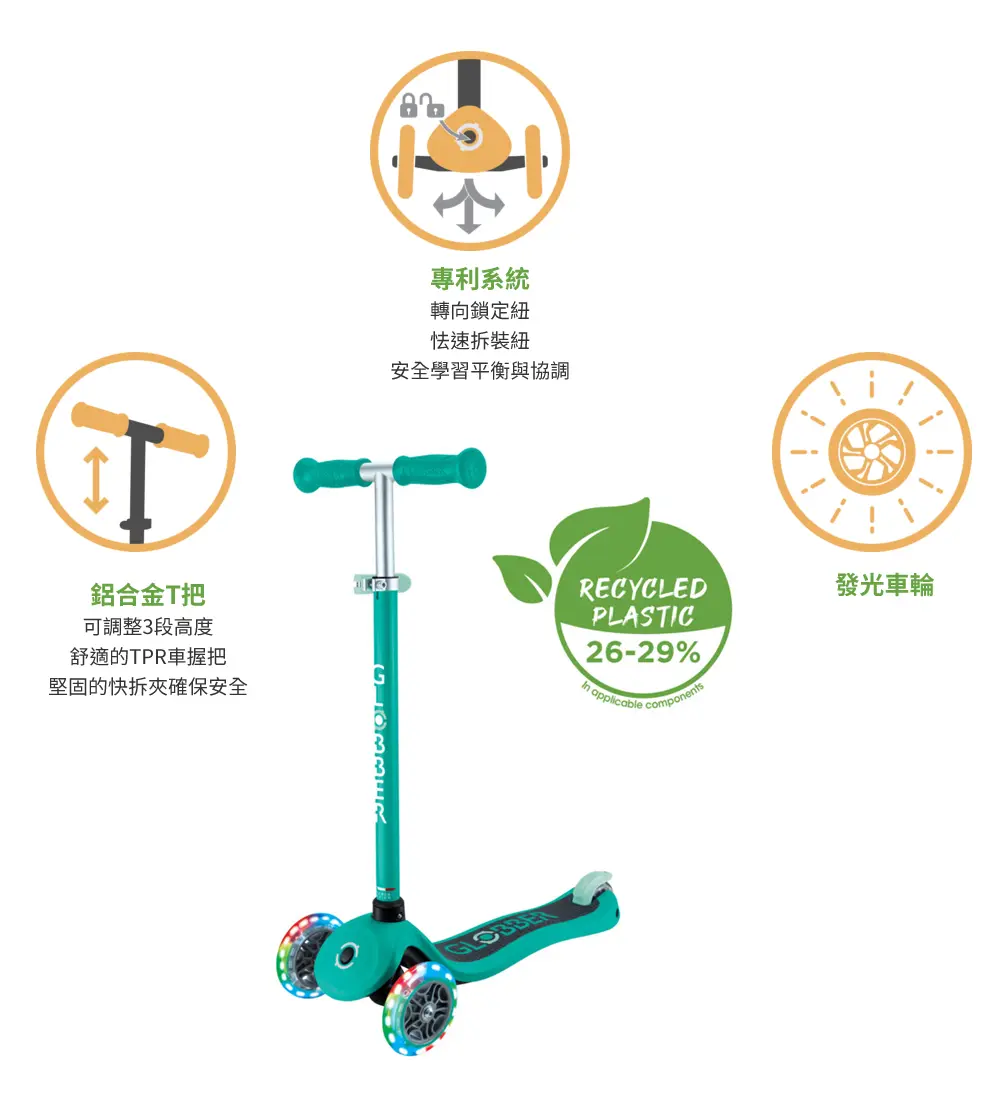 專利系統
轉向鎖定紐
怯速拆裝紐
安全學習平衡與協調
鋁合金T把
可調整3段高度
舒適的TPR車握把
堅固的快拆夾確保安全
發光車輪
RECYCLED
PLASTIC
26-29%
In applicable components
GLOBBER
GLOBBER